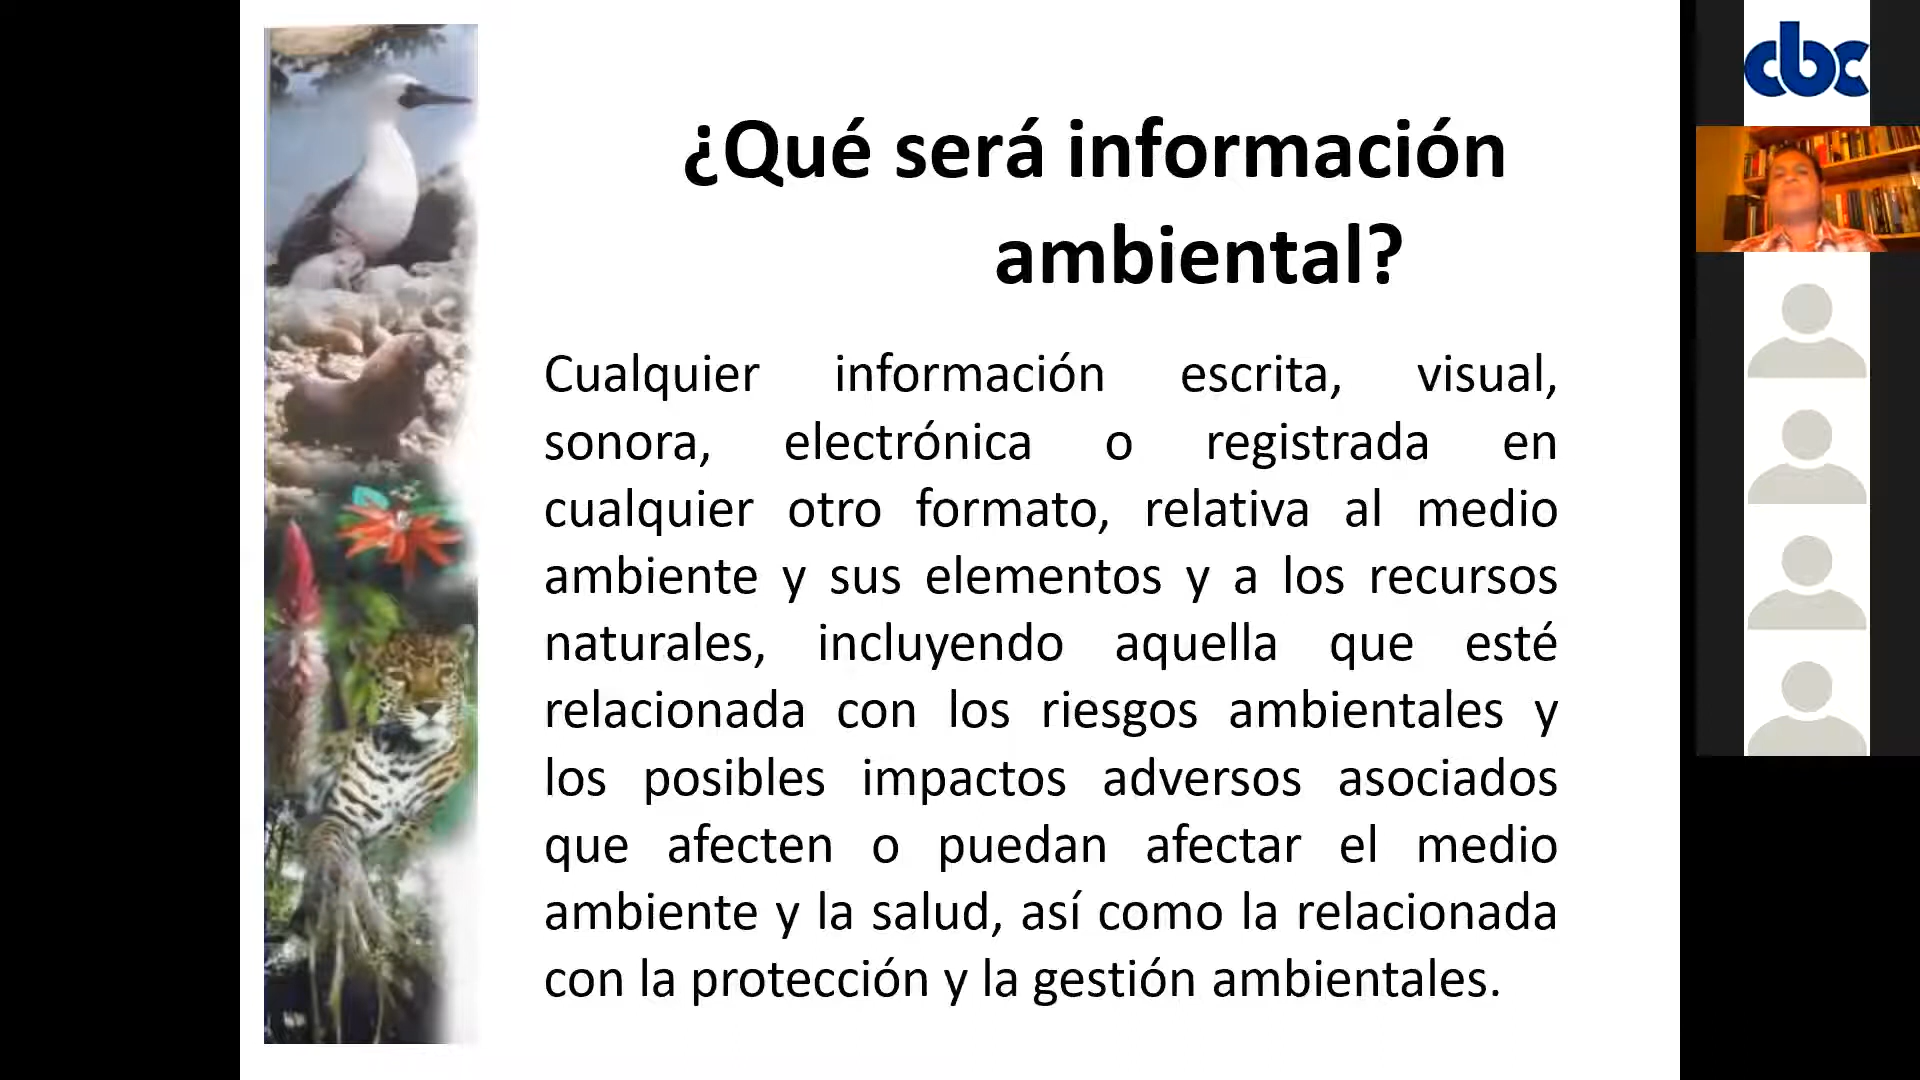 ¿Qué será información
ambiental?
Cualquier información escrita, visual,
sonora, electrónica o registrada en
cualquier otro formato, relativa al medio
ambiente y sus elementos y a los recursos
naturales, incluyendo aquella que esté
relacionada con los riesgos ambientales y
los posibles impactos adversos asociados
que afecten o puedan afectar el medio
ambiente y la salud, así como la relacionada
con la protección y la gestión ambientales.
cbc